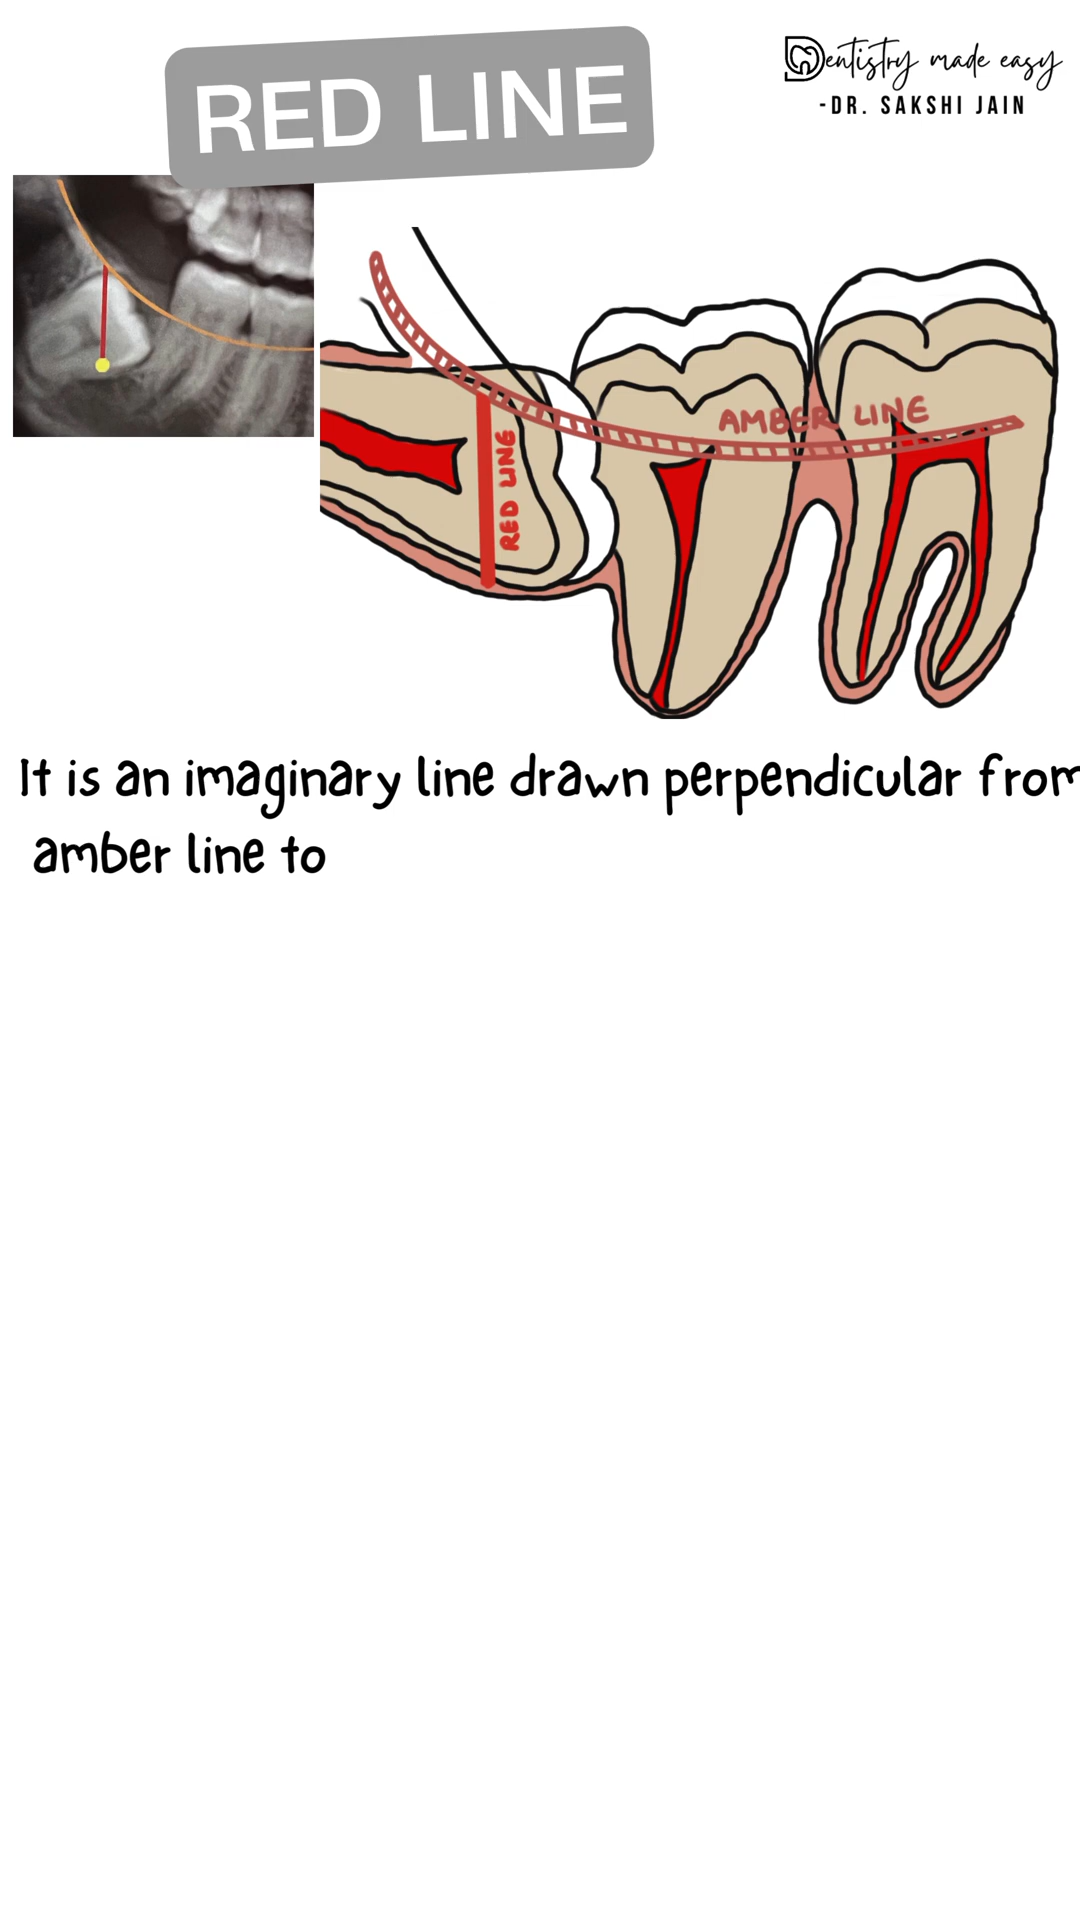 RED LINE
Dentistry made easy
-DR. SAKSHI JAIN
AMBER LINE
RED LINE
It is an imaginary line drawn perpendicular from
amber line to